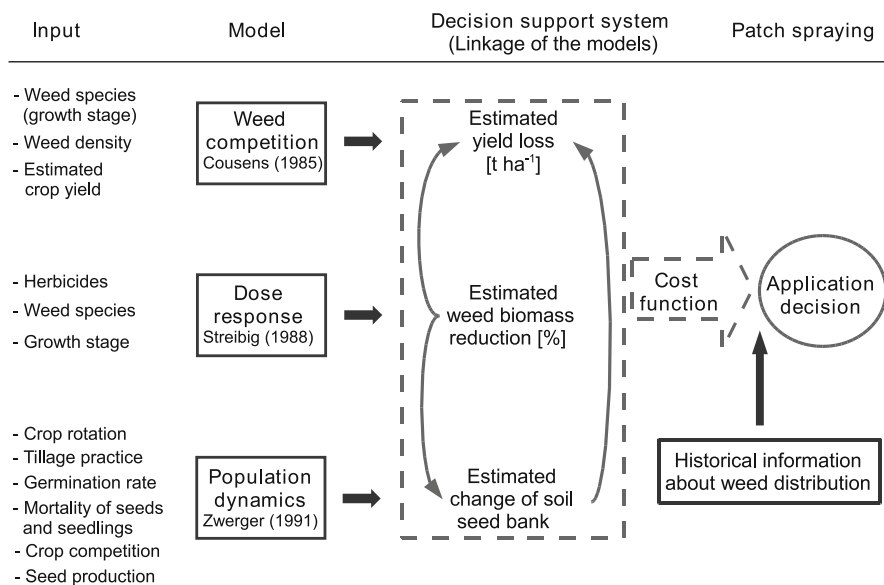 Input
Model
Decision support system
(Linkage of the models)
Patch spraying
- Weed species
(growth stage)
- Weed density
- Estimated
crop yield
Weed
competition
Cousens (1985)
Estimated
yield loss
[t ha⁻¹]
- Herbicides
- Weed species
- Growth stage
Dose
response
Streibig (1988)
Estimated
weed biomass
reduction [%]
Cost
function
Application
decision
- Crop rotation
- Tillage practice
- Germination rate
- Mortality of seeds
and seedlings
- Crop competition
- Seed production
Population
dynamics
Zwerger (1991)
Estimated
change of soil
seed bank
Historical information
about weed distribution